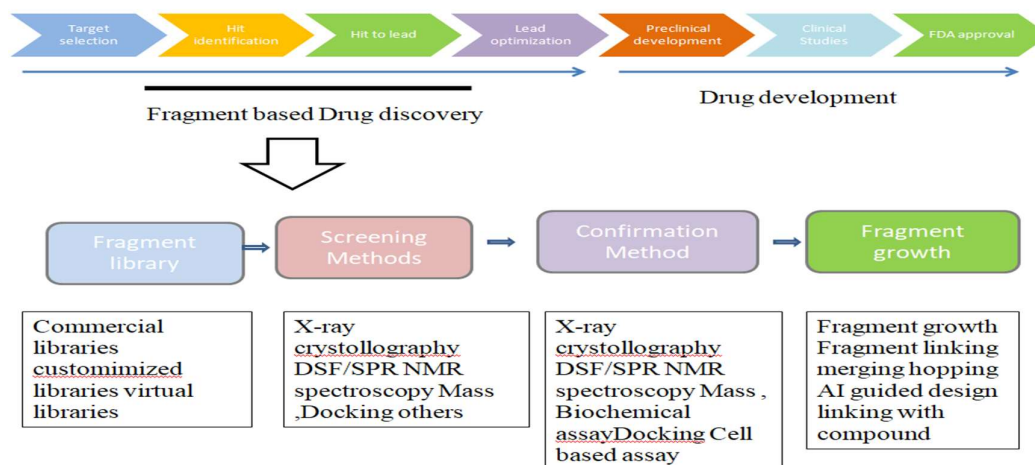 Target
selection
Hit
identification
Hit to lead
Lead
optimization
Preclinical
development
Clinical
Studies
FDA approval
Fragment based Drug discovery
Drug development
Fragment
library
Screening
Methods
Confirmation
Method
Fragment
growth
Commercial
libraries
custimimized
libraries virtual
libraries
X-ray
crystollography
DSF/SPR NMR
spectroscopy Mass
,Docking others
X-ray
crystollography
DSF/SPR NMR
spectroscopy Mass ,
Biochemical
assayDocking Cell
based assay
Fragment growth
Fragment linking
merging hopping
AI guided design
linking with
compound